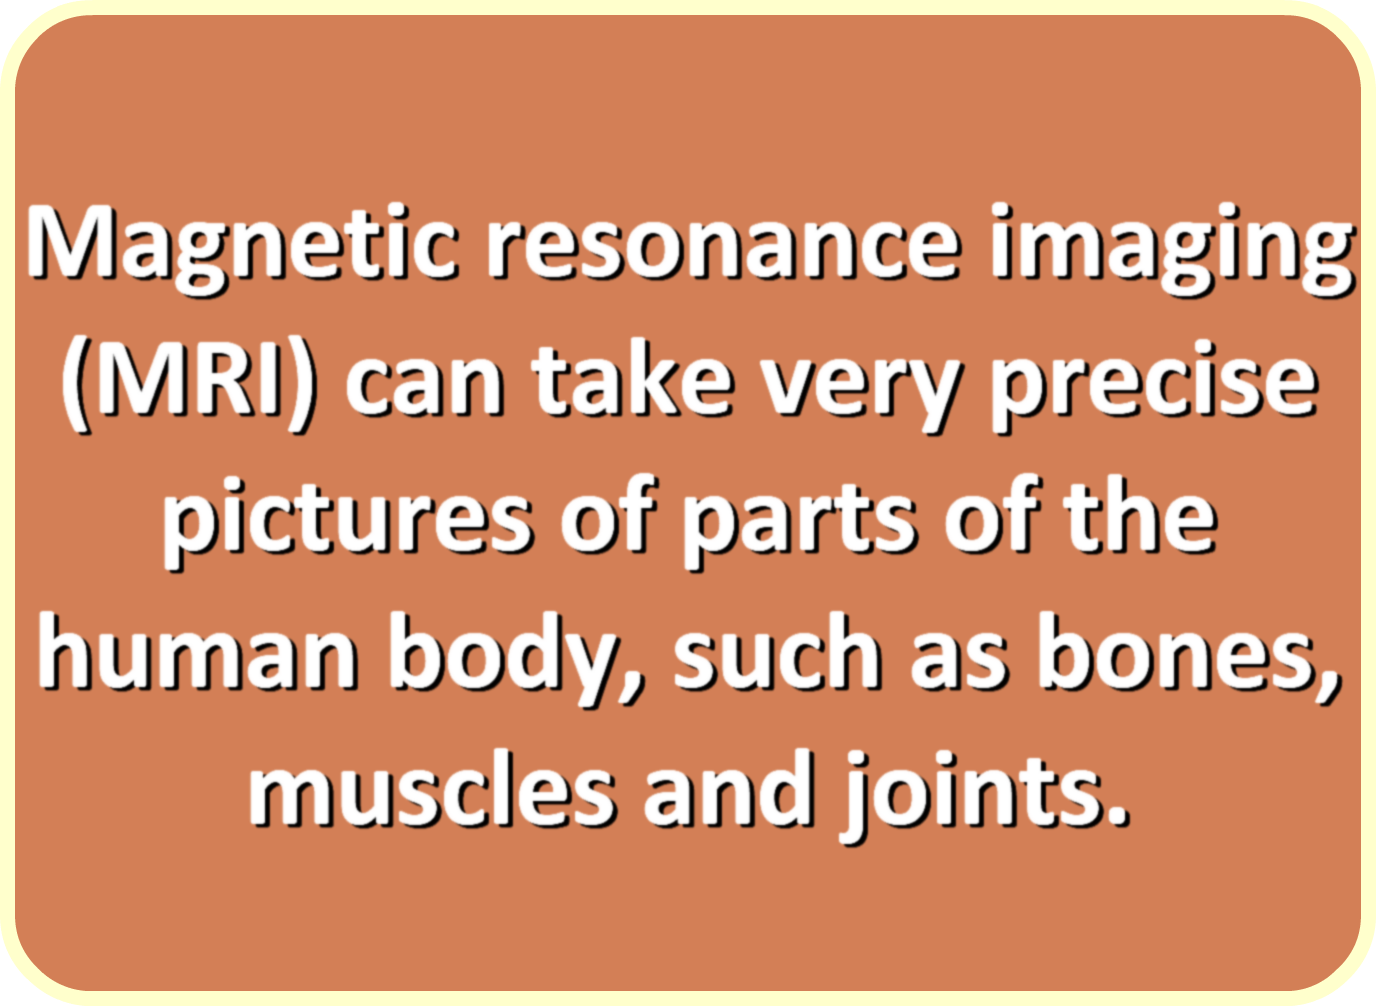 Magnetic resonance imaging
(MRI) can take very precise
pictures of parts of the
human body, such as bones,
muscles and joints.